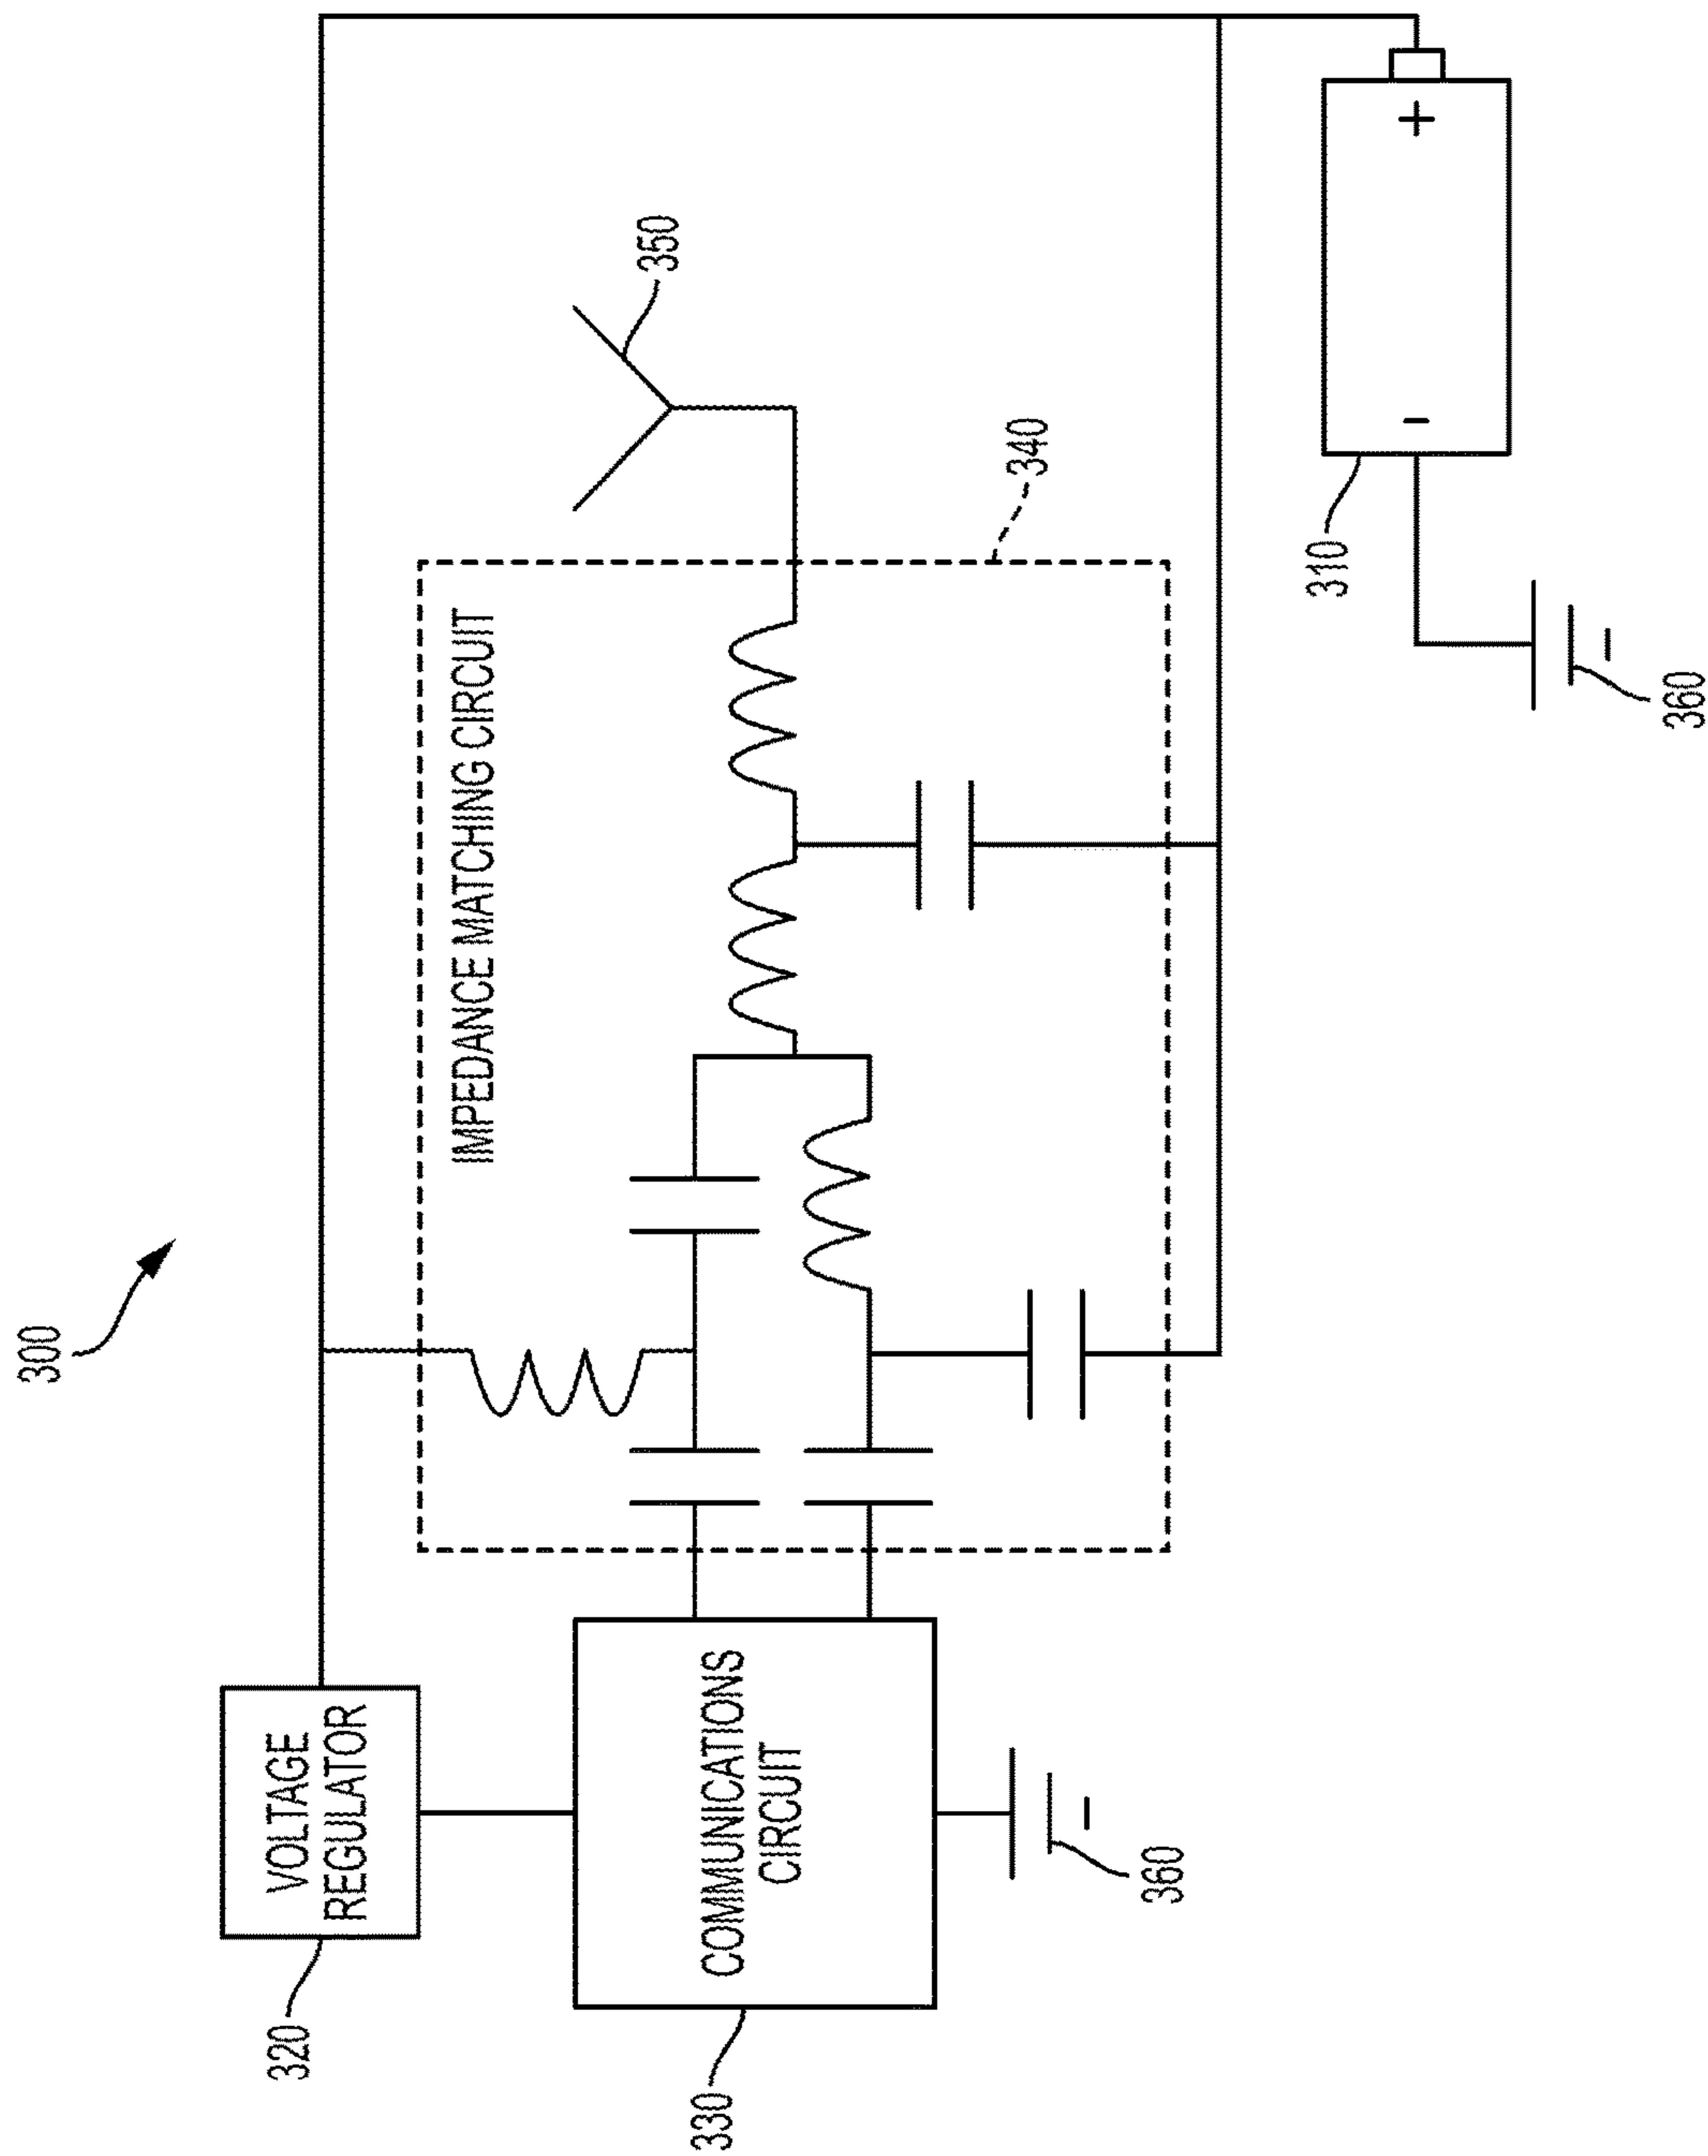 300
320
VOLTAGE
REGULATOR
330
COMMUNICATIONS
CIRCUIT
360
IMPEDANCE MATCHING CIRCUIT
340
350
310
-
+
360